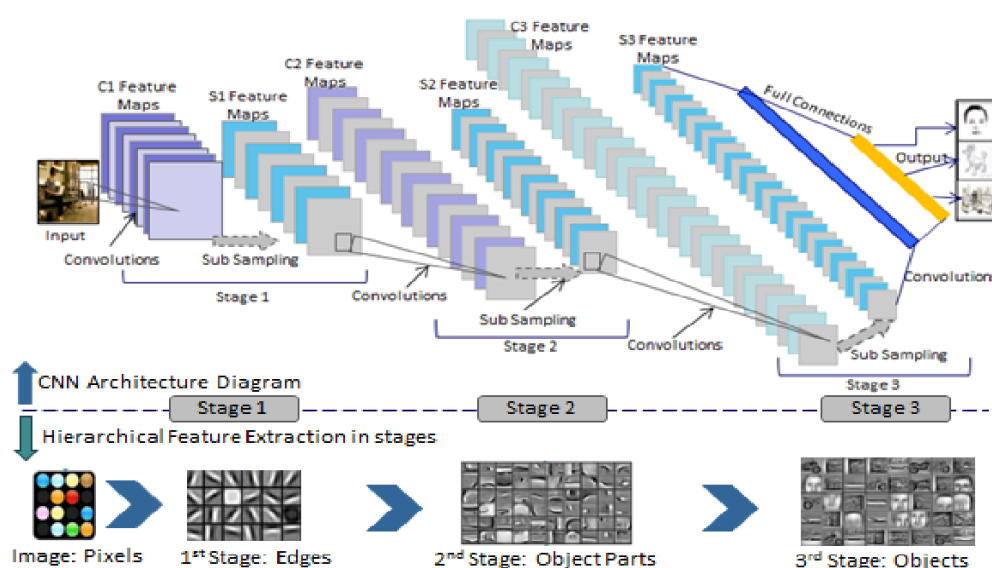 C1 Feature
Maps
S1 Feature
Maps
C2 Feature
Maps
S2 Feature
Maps
C3 Feature
Maps
S3 Feature
Maps
Full Connections
Output
Input
Convolutions
Sub Sampling
Stage 1
Convolutions
Sub Sampling
Stage 2
Convolutions
Convolution
Sub Sampling
Stage 3
CNN Architecture Diagram
Stage 1
Stage 2
Stage 3
Hierarchical Feature Extraction in stages
Image: Pixels
1st Stage: Edges
2nd Stage: Object Parts
3rd Stage: Objects